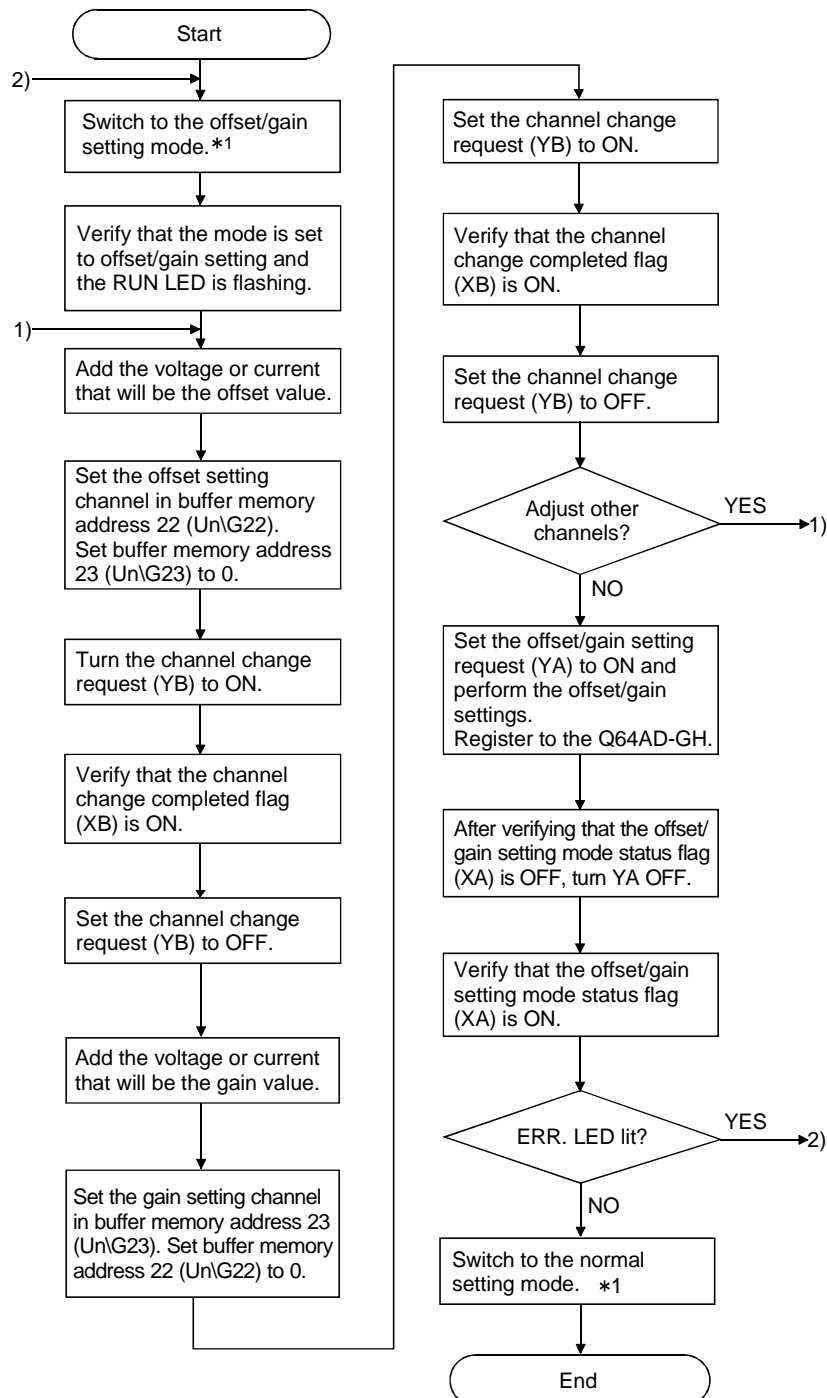 Start
2)
Switch to the offset/gain
setting mode.*1
Verify that the mode is set
to offset/gain setting and
the RUN LED is flashing.
1)
Add the voltage or current
that will be the offset value.
Set the offset setting
channel in buffer memory
address 22 (Un\G22).
Set buffer memory address
23 (Un\G23) to 0.
Turn the channel change
request (YB) to ON.
Verify that the channel
change completed flag
(XB) is ON.
Set the channel change
request (YB) to OFF.
Add the voltage or current
that will be the gain value.
Set the gain setting channel
in buffer memory address 23
(Un\G23). Set buffer memory
address 22 (Un\G22) to 0.
Set the channel change
request (YB) to ON.
Verify that the channel
change completed flag
(XB) is ON.
Set the channel change
request (YB) to OFF.
Adjust other
channels?
YES
1)
NO
Set the offset/gain setting
request (YA) to ON and
perform the offset/gain
settings.
Register to the Q64AD-GH.
After verifying that the offset/
gain setting mode status flag
(XA) is OFF, turn YA OFF.
Verify that the offset/gain
setting mode status flag
(XA) is ON.
ERR. LED lit?
YES
2)
NO
Switch to the normal
setting mode. *1
End